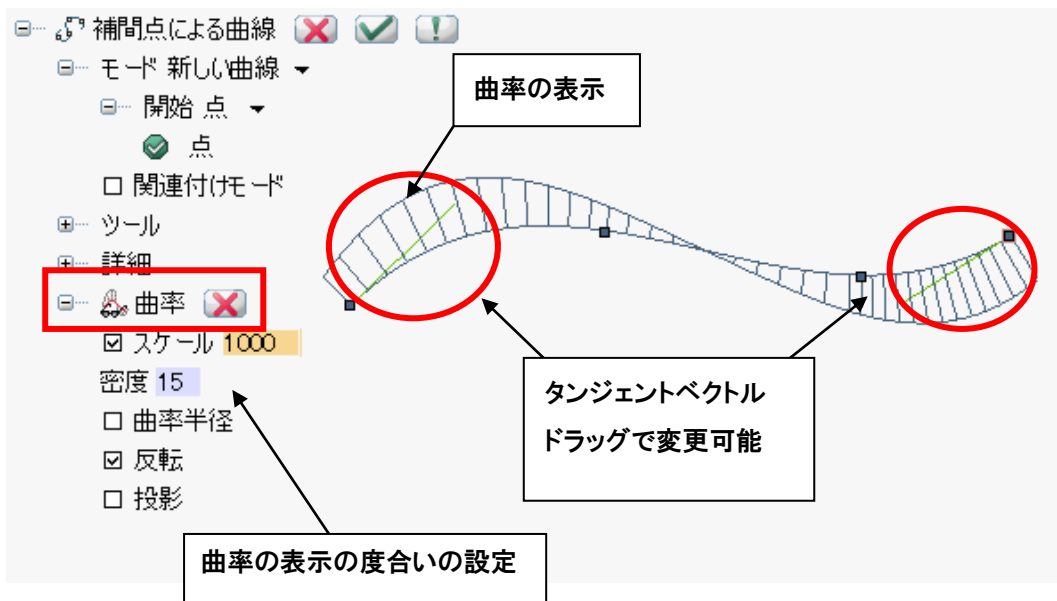 補間点による曲線
モード 新しい曲線
開始 点
点
関連付けモード
ツール
詳細
曲率
スケール 1000
密度 15
曲率半径
反転
投影
曲率の表示
タンジェントベクトル
ドラッグで変更可能
曲率の表示の度合いの設定